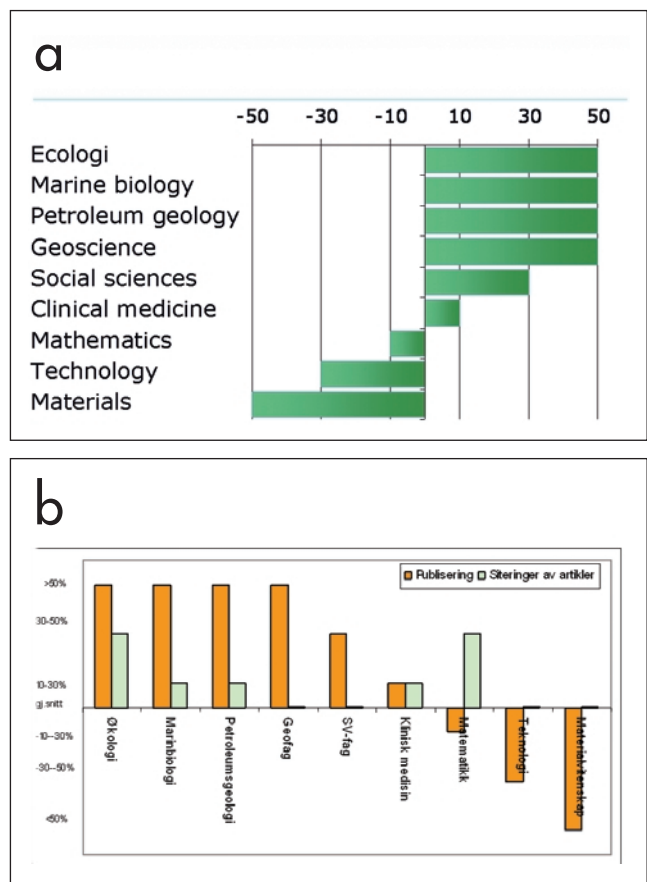 a
-50 -30 -10 10 30 50
Ecologi
Marine biology
Petroleum geology
Geoscience
Social sciences
Clinical medicine
Mathematics
Technology
Materials
b
Publisering Siteringer av artikler
>50%
30-50%
10-30%
gj.snitt
-10--30%
-30--50%
<50%
Økologi
Marinbiologi
Petroleumsgeologi
Geofag
SV-fag
Klinisk medisin
Matematikk
Teknologi
Materialvitenskap